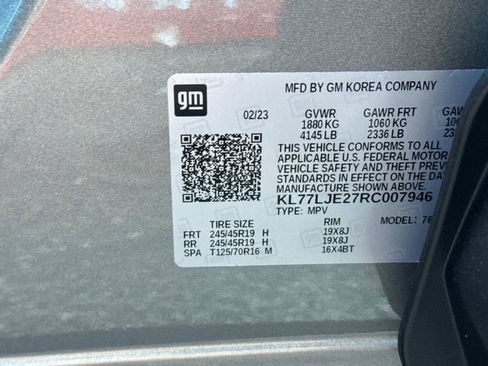 gm
MFD BY GM KOREA COMPANY
02/23 GVWR GAWR FRT
1880 KG 1060 KG
4145 LB 2336 LB
THIS VEHICLE CONFORMS TO ALL
APPLICABLE U.S. FEDERAL MOTOR
VEHICLE SAFETY AND THEFT PREV
STANDARDS IN EFFECT ON THE DATE
MANUFACTURE SHOWN ABOVE.
KL77LJE27RC007946
TYPE: MPV MODEL:
TIRE SIZE RIM
FRT 245/45R19 H 19X8J
RR 245/45R19 H 19X8J
SPA T125/70R16 M 16X4BT